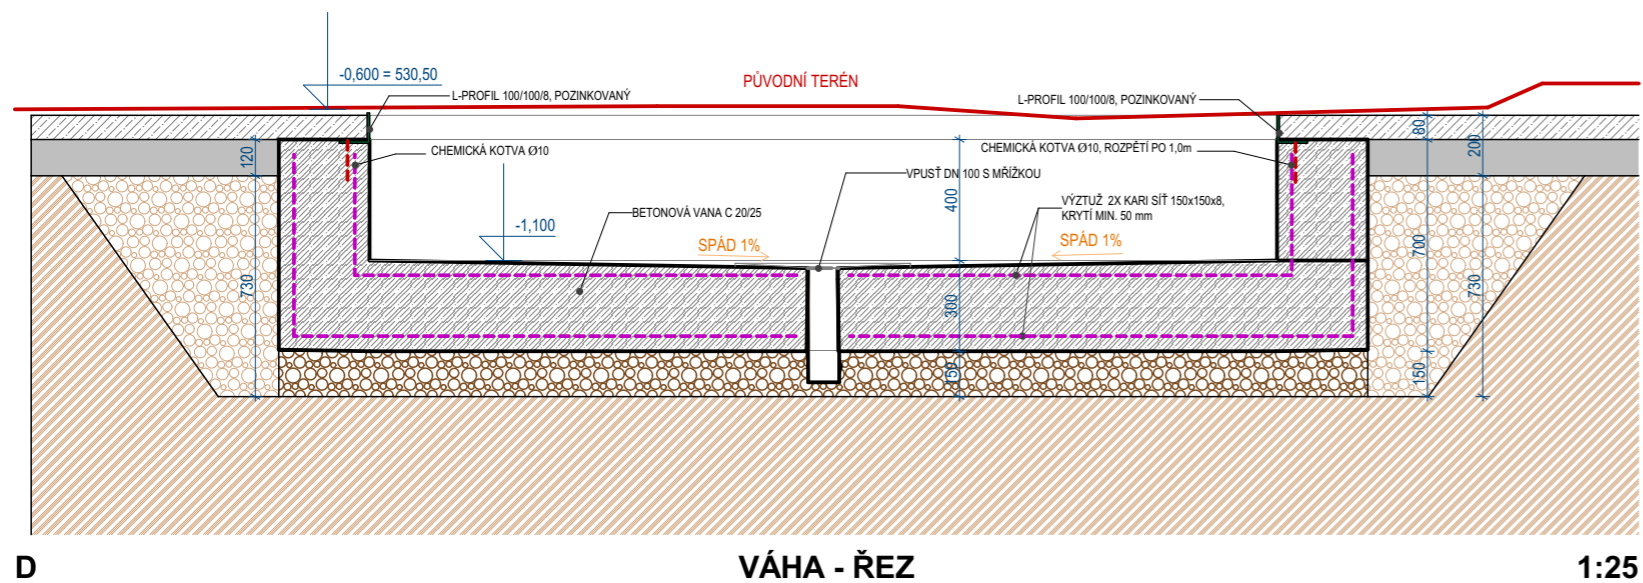 -0,600 = 530,50
PŮVODNÍ TERÉN
L-PROFIL 100/100/8, POZINKOVANÝ
L-PROFIL 100/100/8, POZINKOVANÝ
CHEMICKÁ KOTVA Ø10
CHEMICKÁ KOTVA Ø10, ROZPĚTÍ PO 1,0m
VPUSŤ DN 100 S MŘÍŽKOU
BETONOVÁ VANA C 20/25
VÝZTUŽ 2X KARI SÍŤ 150x150x8,
KRYTÍ MIN. 50 mm
-1,100
SPÁD 1%
SPÁD 1%
120
730
400
300
150
80
700
150
200
730
D
VÁHA - ŘEZ
1:25